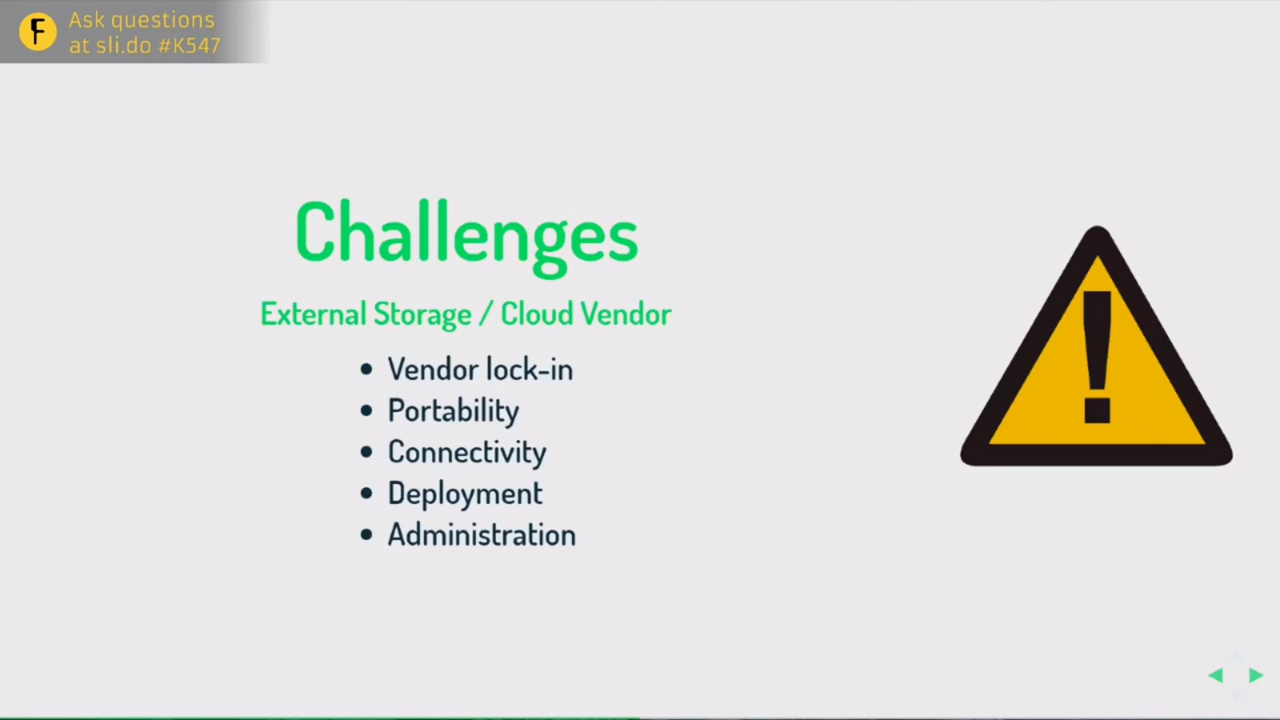 F
Ask questions
at sli.do #K547
Challenges
External Storage / Cloud Vendor
• Vendor lock-in
• Portability
• Connectivity
• Deployment
• Administration
!